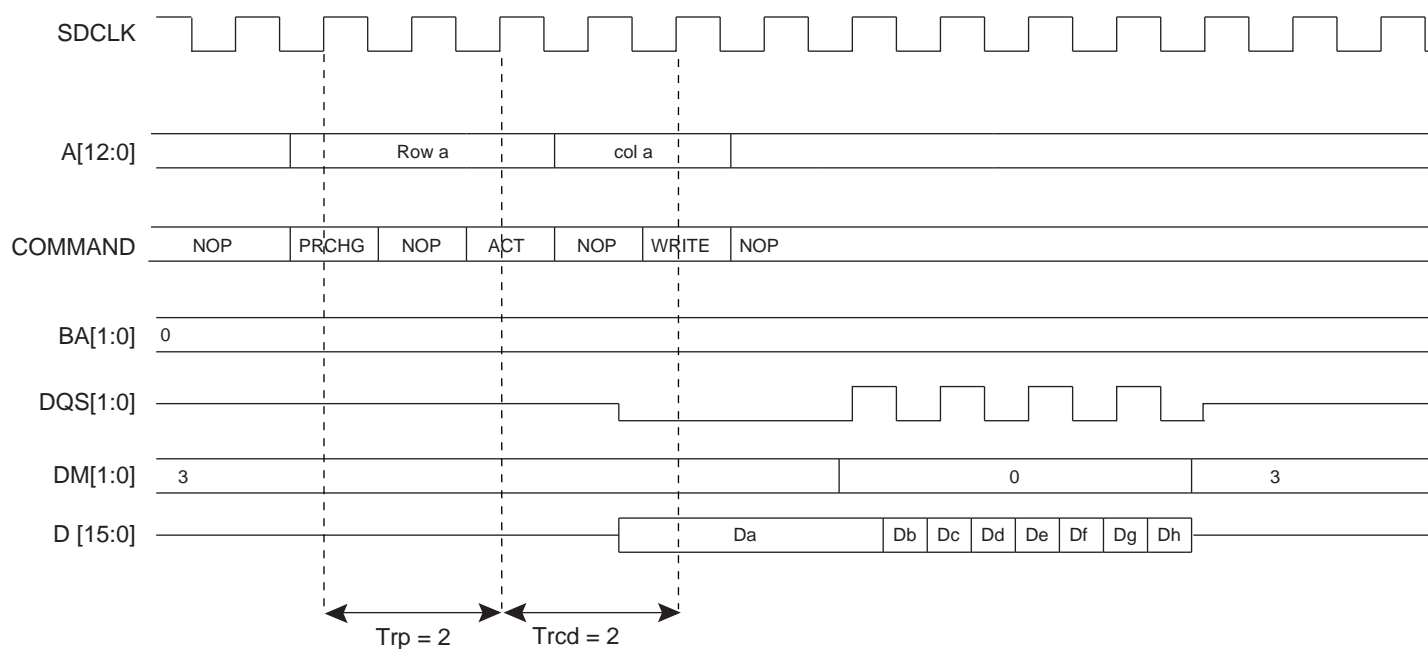 SDCLK
A[12:0] Row a col a
COMMAND NOP PRCHG NOP ACT NOP WRITE NOP
BA[1:0] 0
DQS[1:0]
DM[1:0] 3 0 3
D [15:0] Da Db Dc Dd De Df Dg Dh
Trp = 2 Trcd = 2